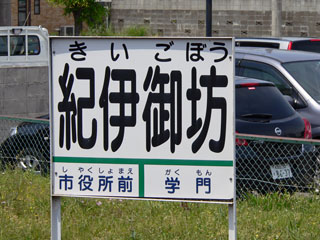 きいごぼう
紀伊御坊
しやくしょまえ がくもん
市役所前 学門